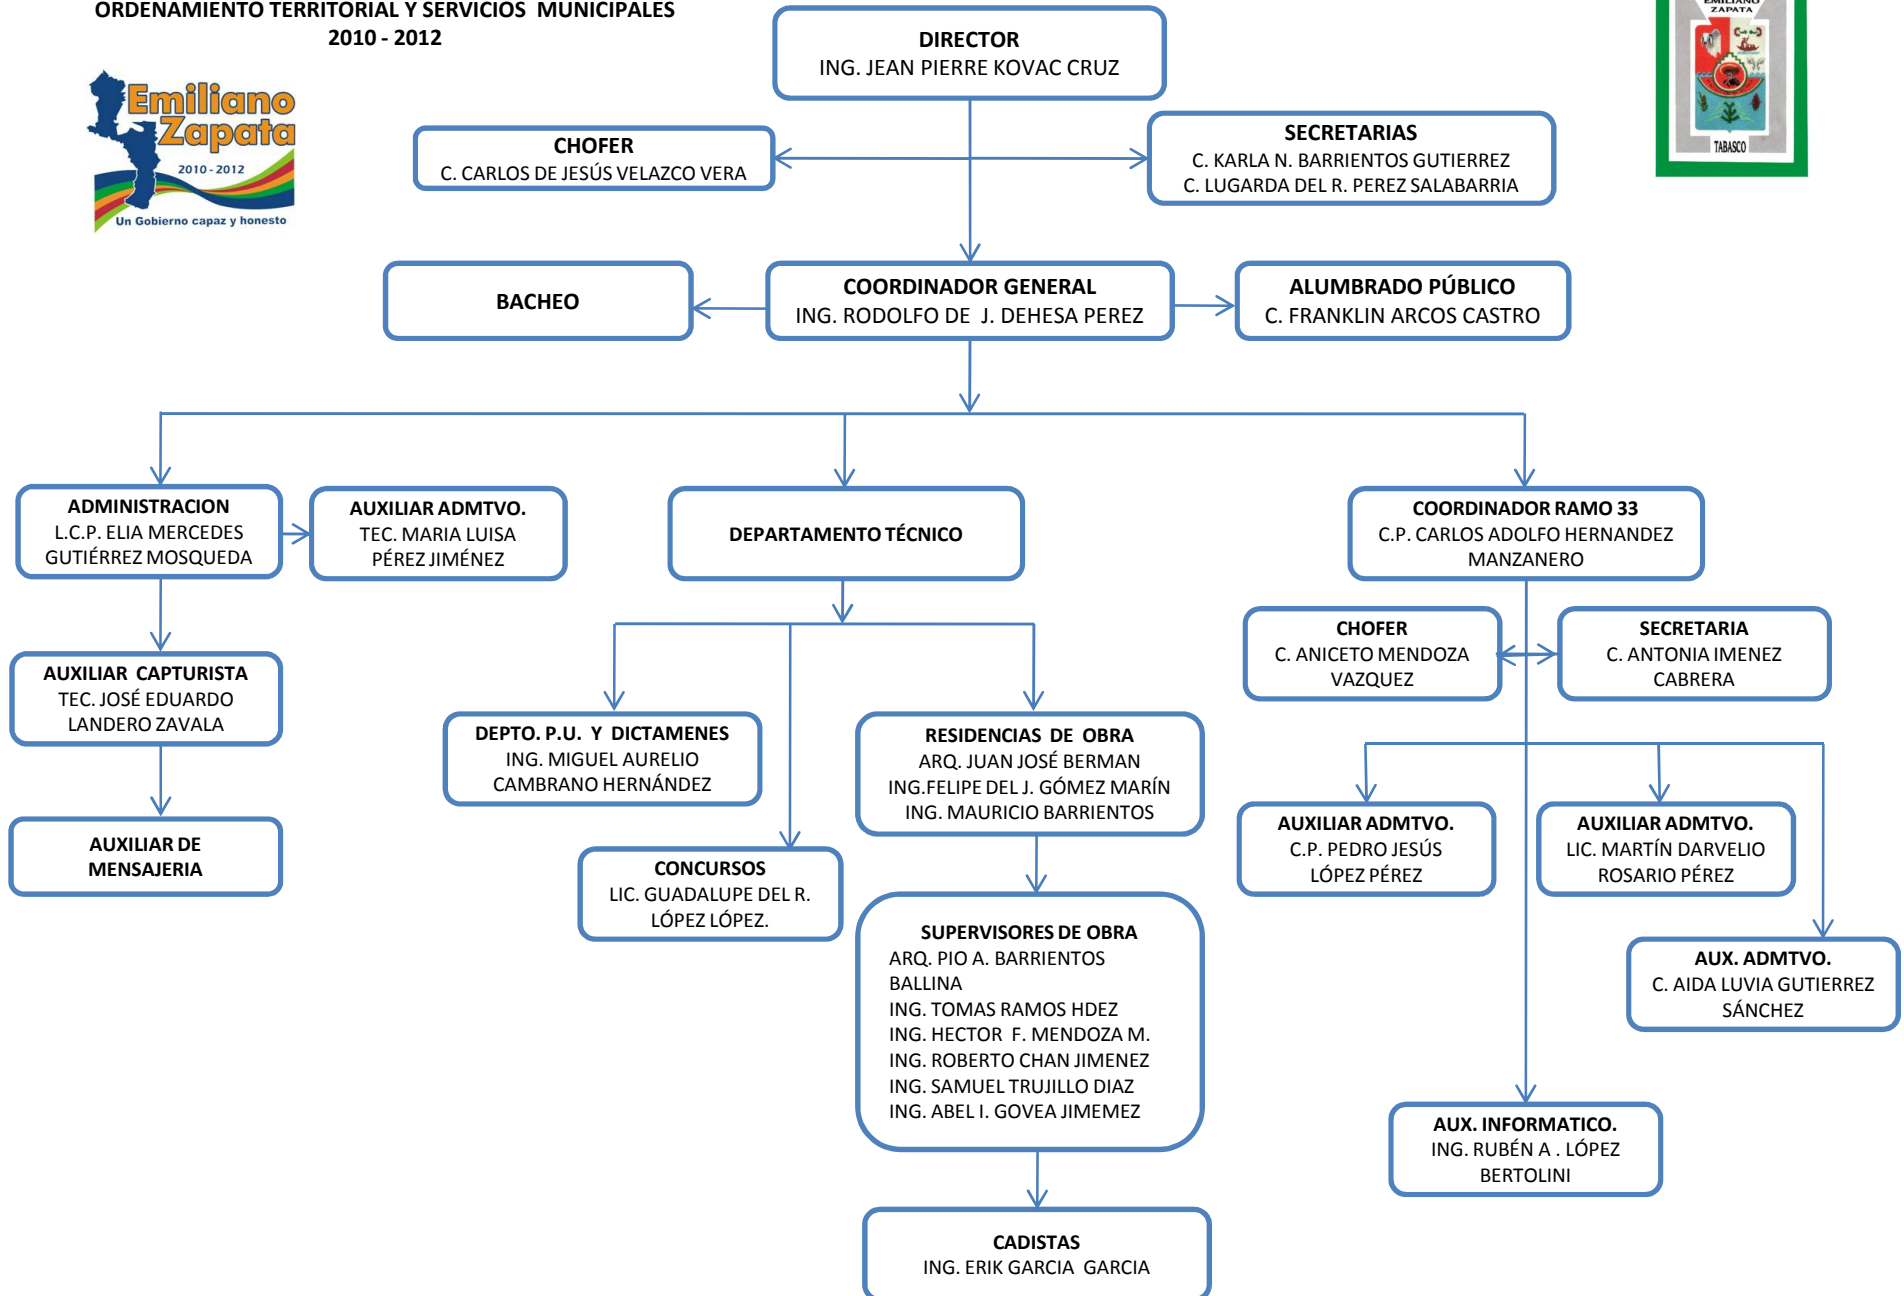 ORDENAMIENTO TERRITORIAL Y SERVICIOS MUNICIPALES
2010 - 2012
Emiliano
Zapata
2010 - 2012
Un Gobierno capaz y honesto
EMILIANO
ZAPATA
TABASCO
DIRECTOR
ING. JEAN PIERRE KOVAC CRUZ
CHOFER
C. CARLOS DE JESÚS VELAZCO VERA
SECRETARIAS
C. KARLA N. BARRIENTOS GUTIERREZ
C. LUGARDA DEL R. PEREZ SALABARRIA
BACHEO
COORDINADOR GENERAL
ING. RODOLFO DE J. DEHESA PEREZ
ALUMBRADO PÚBLICO
C. FRANKLIN ARCOS CASTRO
ADMINISTRACION
L.C.P. ELIA MERCEDES
GUTIÉRREZ MOSQUEDA
AUXILIAR ADMTVO.
TEC. MARIA LUISA
PÉREZ JIMÉNEZ
DEPARTAMENTO TÉCNICO
COORDINADOR RAMO 33
C.P. CARLOS ADOLFO HERNANDEZ
MANZANERO
CHOFER
C. ANICETO MENDOZA
VAZQUEZ
SECRETARIA
C. ANTONIA IMENEZ
CABRERA
AUXILIAR CAPTURISTA
TEC. JOSÉ EDUARDO
LANDERO ZAVALA
DEPTO. P.U. Y DICTAMENES
ING. MIGUEL AURELIO
CAMBRANO HERNÁNDEZ
RESIDENCIAS DE OBRA
ARQ. JUAN JOSÉ BERMAN
ING.FELIPE DEL J. GÓMEZ MARÍN
ING. MAURICIO BARRIENTOS
AUXILIAR DE
MENSAJERIA
CONCURSOS
LIC. GUADALUPE DEL R.
LÓPEZ LÓPEZ.
AUXILIAR ADMTVO.
C.P. PEDRO JESÚS
LÓPEZ PÉREZ
AUXILIAR ADMTVO.
LIC. MARTÍN DARVELIO
ROSARIO PÉREZ
SUPERVISORES DE OBRA
ARQ. PIO A. BARRIENTOS
BALLINA
ING. TOMAS RAMOS HDEZ
ING. HECTOR F. MENDOZA M.
ING. ROBERTO CHAN JIMENEZ
ING. SAMUEL TRUJILLO DIAZ
ING. ABEL I. GOVEA JIMEMEZ
AUX. ADMTVO.
C. AIDA LUVIA GUTIERREZ
SÁNCHEZ
AUX. INFORMATICO.
ING. RUBÉN A . LÓPEZ
BERTOLINI
CADISTAS
ING. ERIK GARCIA GARCIA